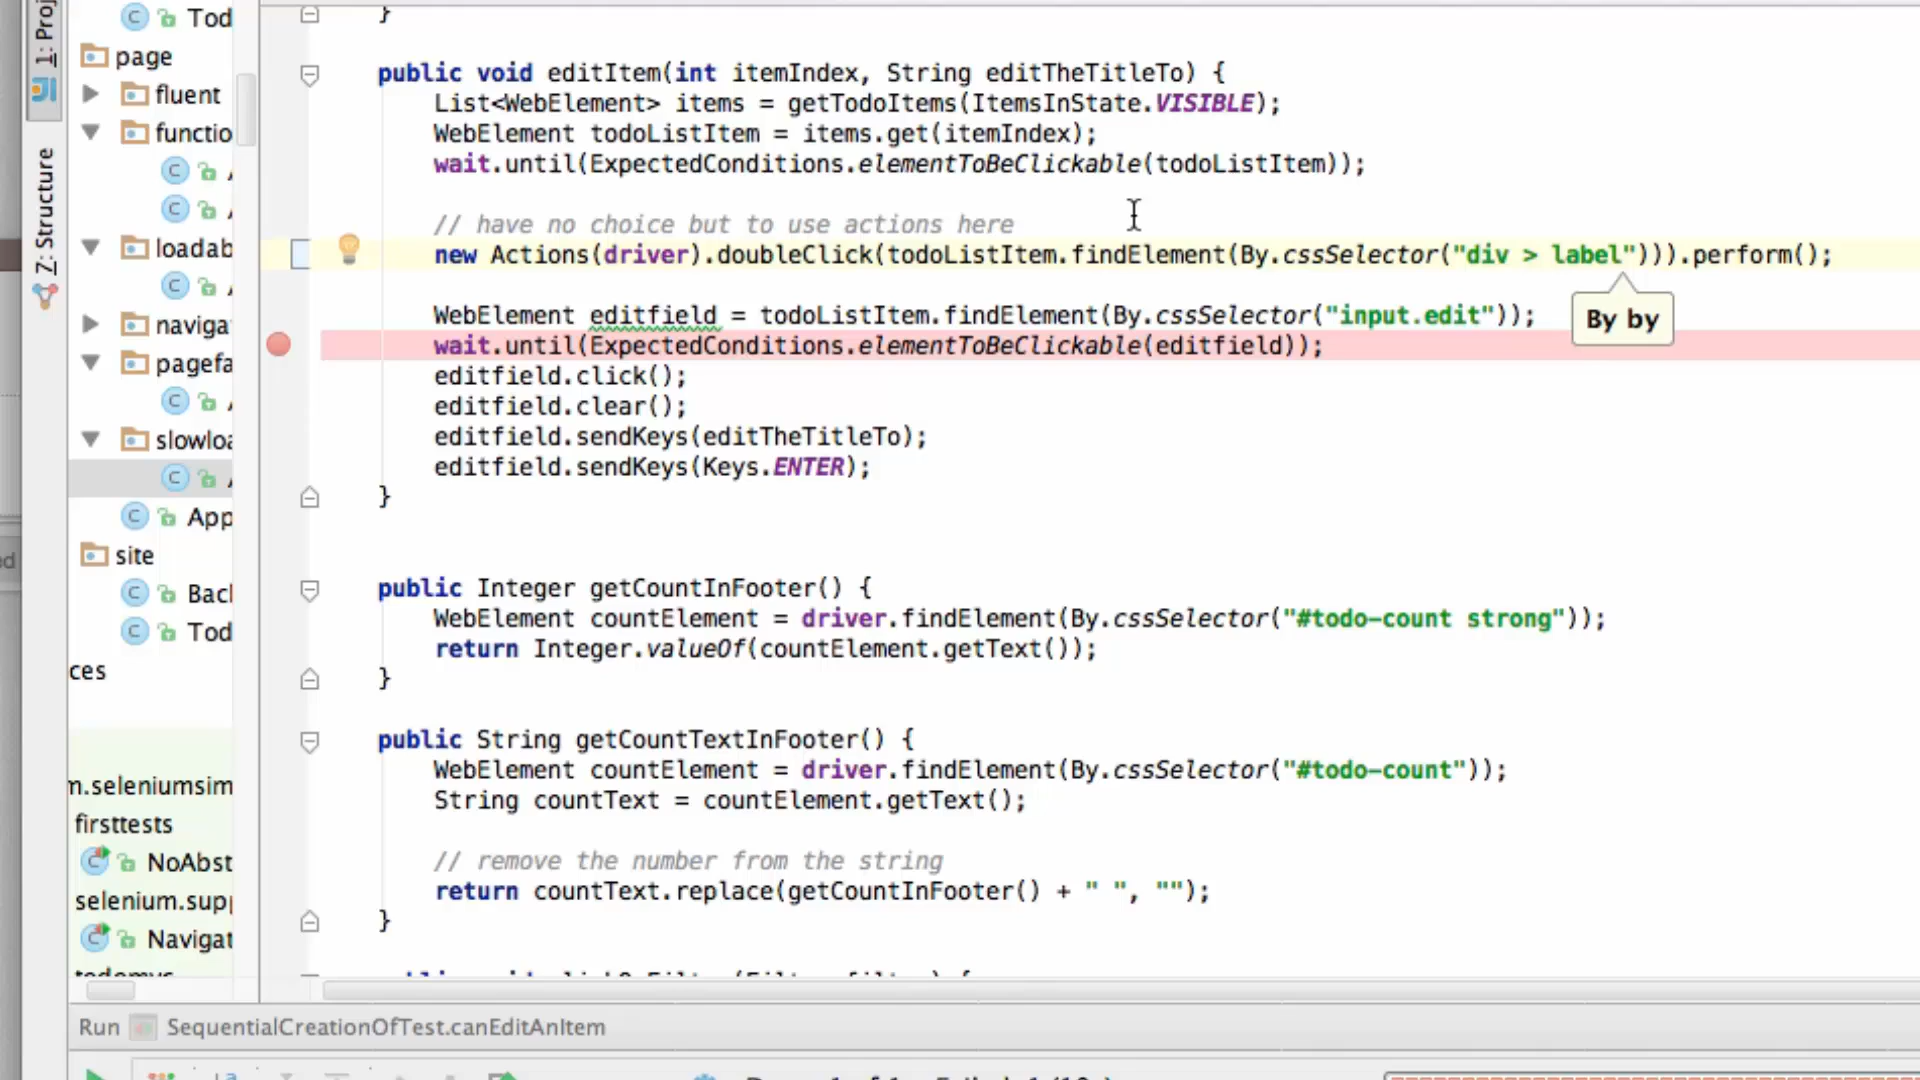 1: Proj
Z: Structure
Tod
page
fluent
functio
loadab
naviga
pagefa
slowloa
App
site
Bacl
Tod
ces
m.seleniumsim
firsttests
NoAbst
selenium.supp
Navigat
}
public void editItem(int itemIndex, String editTheTitleTo) {
List<WebElement> items = getTodoItems(ItemsInState.VISIBLE);
WebElement todoListItem = items.get(itemIndex);
wait.until(ExpectedConditions.elementToBeClickable(todoListItem));
// have no choice but to use actions here
new Actions(driver).doubleClick(todoListItem.findElement(By.cssSelector("div > label"))).perform();
By by
WebElement editfield = todoListItem.findElement(By.cssSelector("input.edit"));
wait.until(ExpectedConditions.elementToBeClickable(editfield));
editfield.click();
editfield.clear();
editfield.sendKeys(editTheTitleTo);
editfield.sendKeys(Keys.ENTER);
}
public Integer getCountInFooter() {
WebElement countElement = driver.findElement(By.cssSelector("#todo-count strong"));
return Integer.valueOf(countElement.getText());
}
public String getCountTextInFooter() {
WebElement countElement = driver.findElement(By.cssSelector("#todo-count"));
String countText = countElement.getText();
// remove the number from the string
return countText.replace(getCountInFooter() + " ", "");
}
Run SequentialCreationOfTest.canEditAnItem